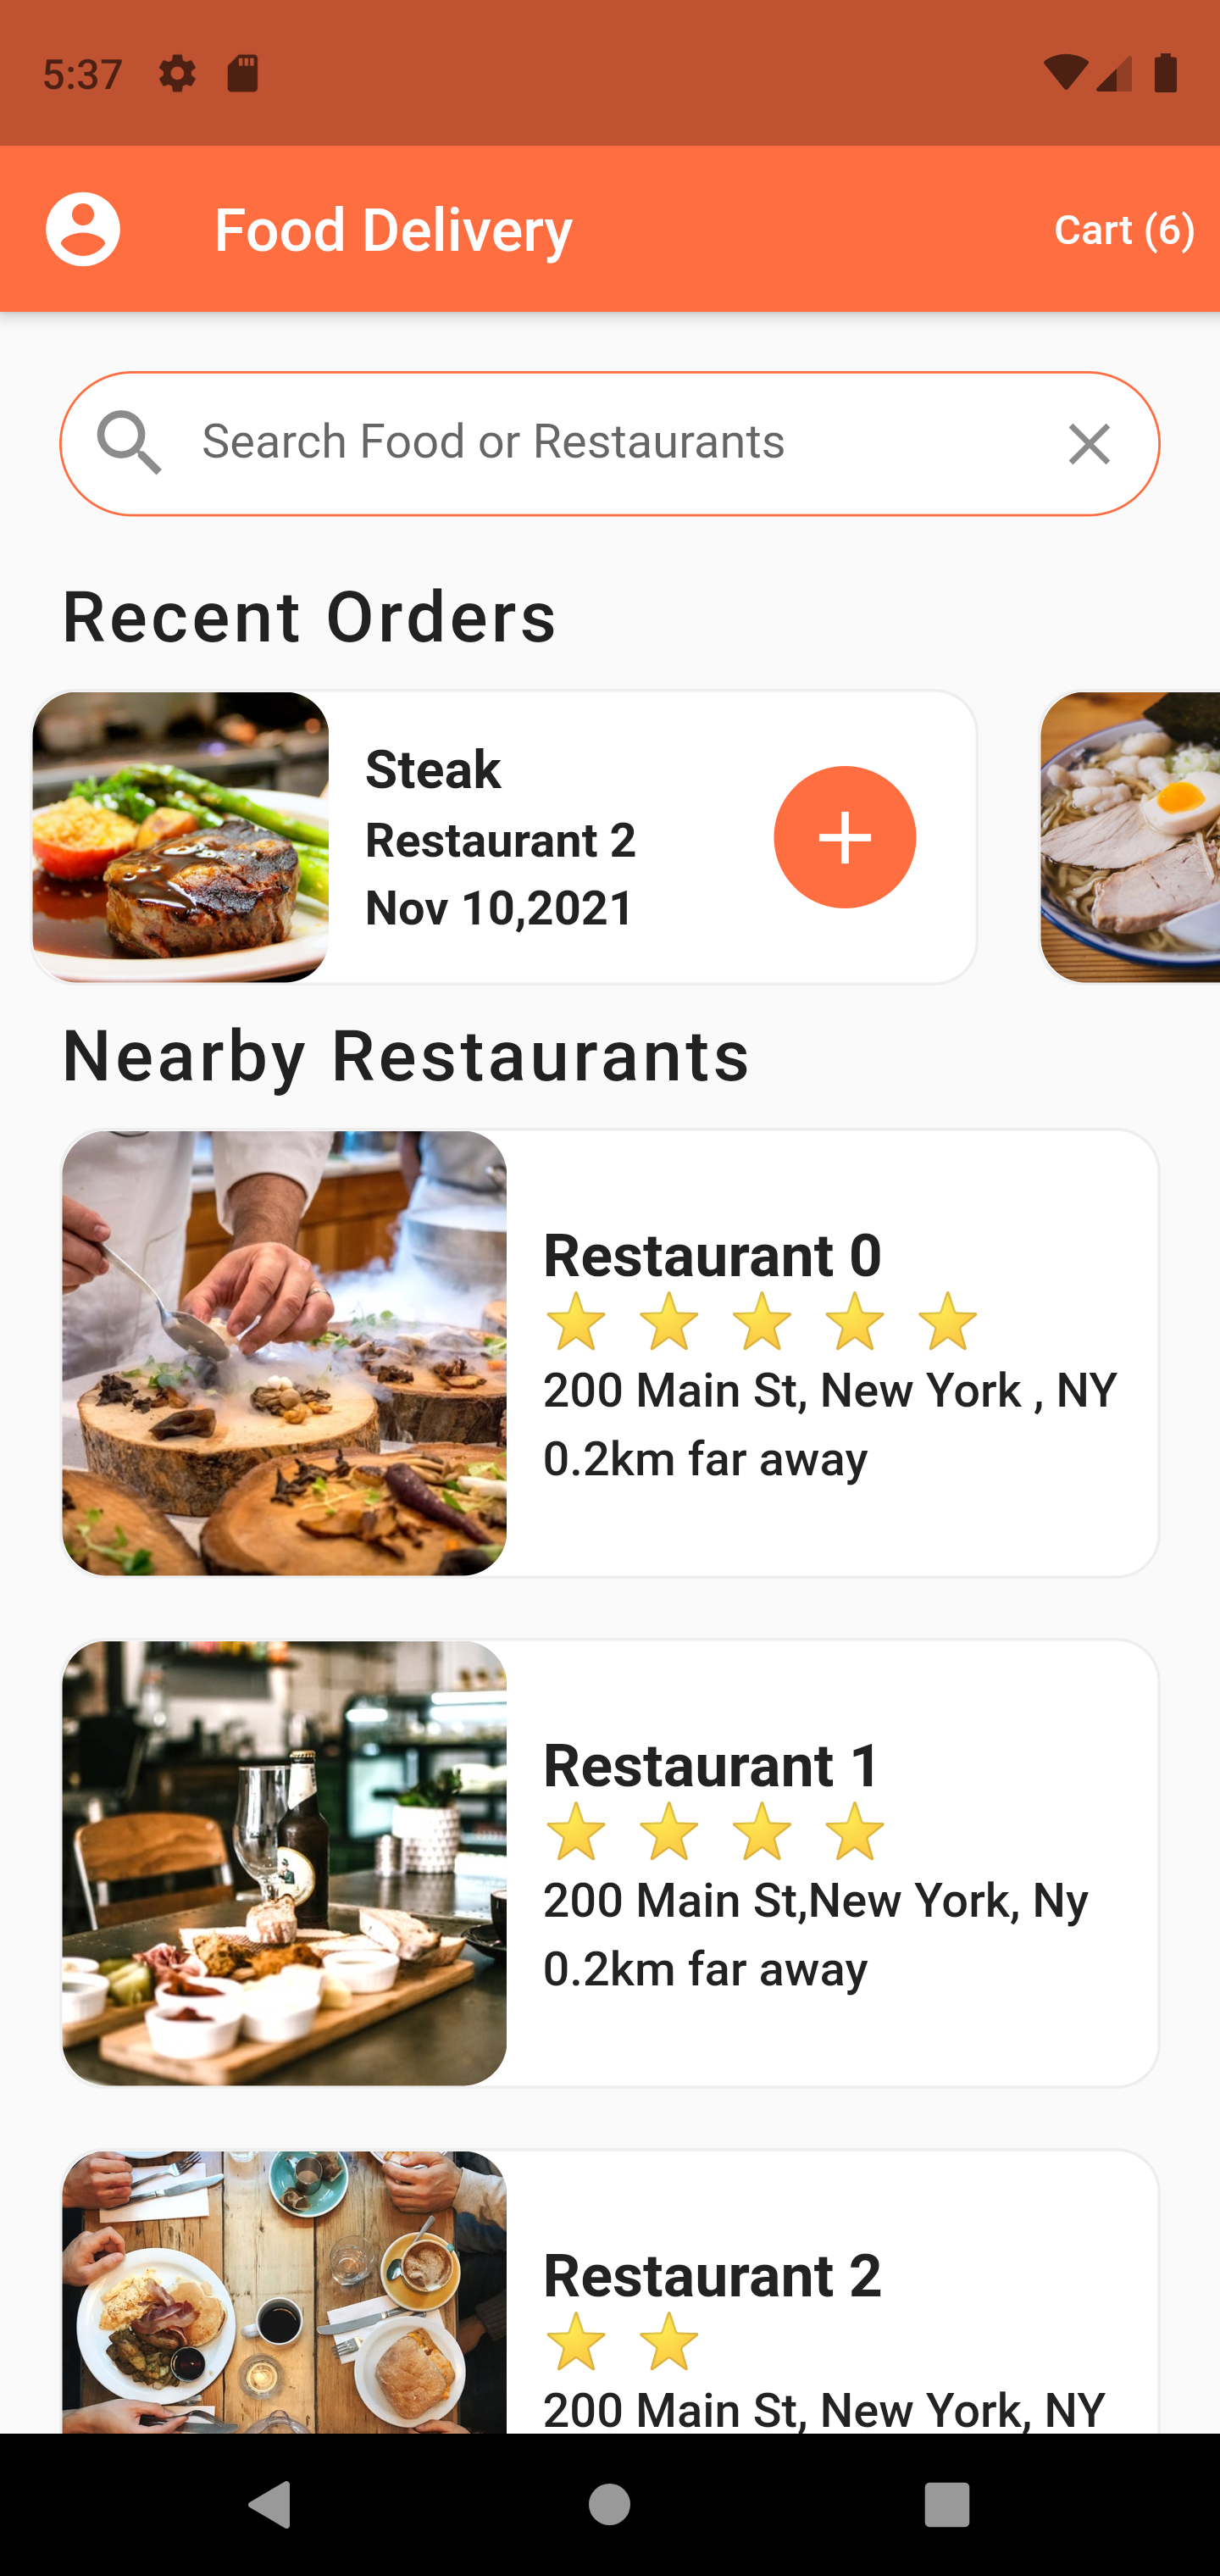 5:37
Food Delivery
Cart (6)
Search Food or Restaurants
Recent Orders
Steak
Restaurant 2
Nov 10,2021
Nearby Restaurants
Restaurant 0
200 Main St, New York , NY
0.2km far away
Restaurant 1
200 Main St,New York, Ny
0.2km far away
Restaurant 2
200 Main St, New York, NY